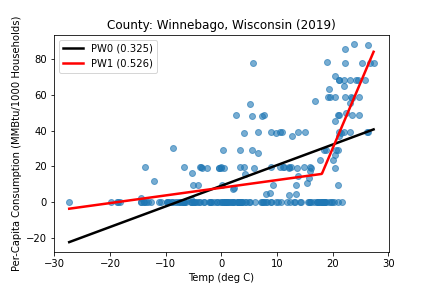 County: Winnebago, Wisconsin (2019)
Per-Capita Consumption (MMBtu/1000 Households)
PW0 (0.325)
PW1 (0.526)
80
60
40
20
0
−20
−30
−20
−10
0
10
20
30
Temp (deg C)